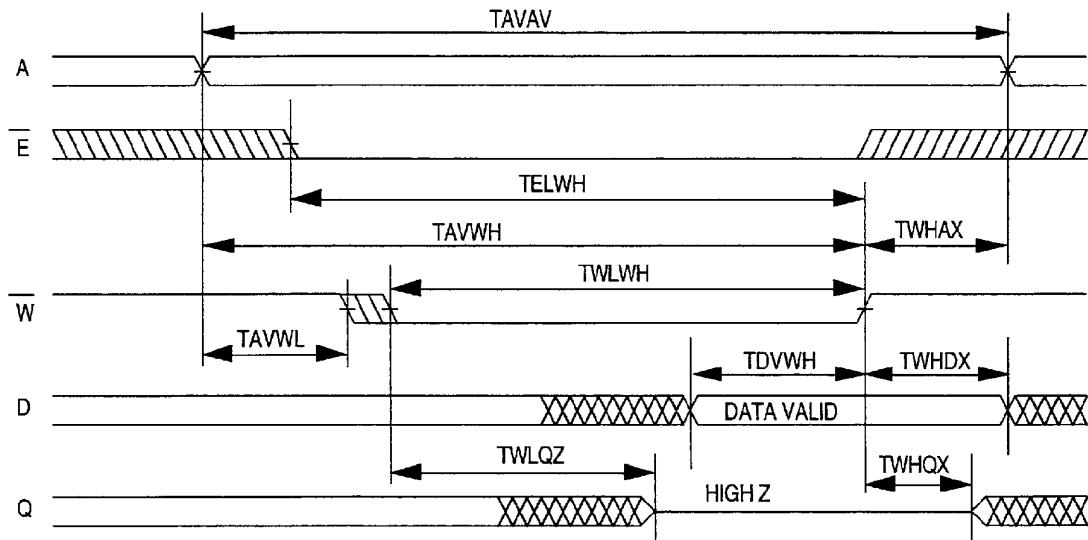 TAVAV
A
E
TELWH
TAVWH TWHAX
TWLWH
W
TAVWL
TDVWH TWHDX
D DATA VALID
TWLQZ TWHQX
Q HIGH Z